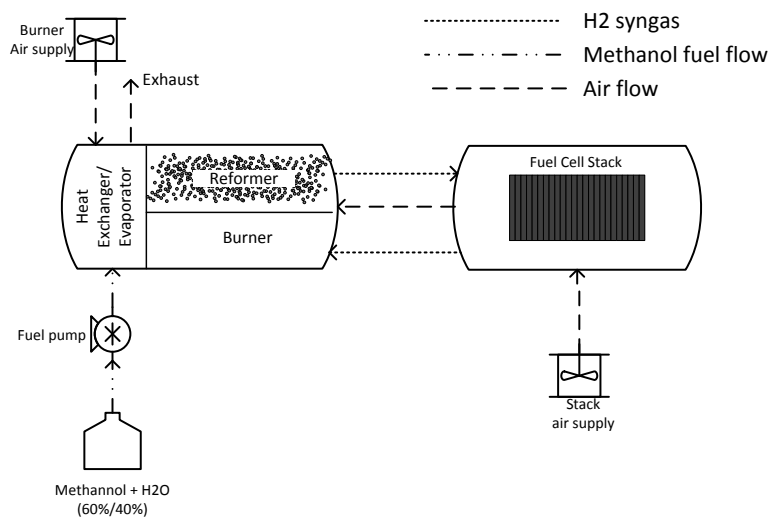 Burner
Air supply
H2 syngas
Methanol fuel flow
Air flow
Exhaust
Heat
Exchanger/
Evaporator
Reformer
Burner
Fuel Cell Stack
Fuel pump
Stack
air supply
Methannol + H2O
(60%/40%)